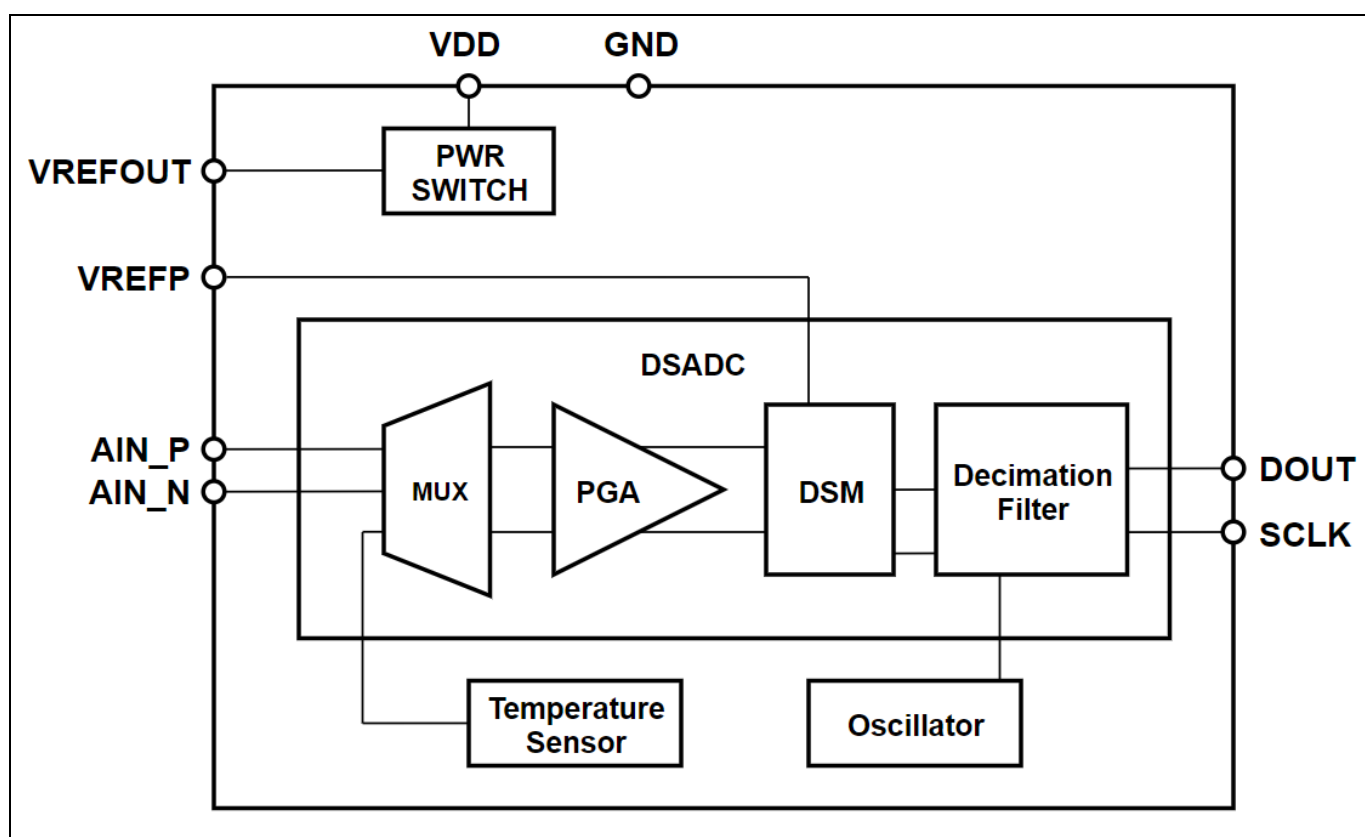 VDD
GND
PWR
SWITCH
VREFOUT
VREFP
DSADC
AIN_P
AIN_N
MUX
PGA
DSM
Decimation
Filter
DOUT
SCLK
Temperature
Sensor
Oscillator